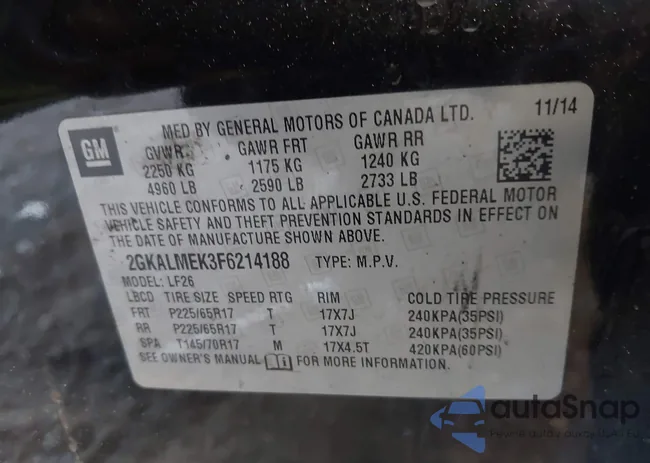 GM
MFD BY GENERAL MOTORS OF CANADA LTD. 11/14
GVWR GAWR FRT GAWR RR
2250 KG 1175 KG 1240 KG
4960 LB 2590 LB 2733 LB
THIS VEHICLE CONFORMS TO ALL APPLICABLE U.S. FEDERAL MOTOR
VEHICLE SAFETY AND THEFT PREVENTION STANDARDS IN EFFECT ON
THE DATE OF MANUFACTURE SHOWN ABOVE.
2GKALMEK3F6214188 TYPE: M.P.V.
MODEL: LF26
LBCD TIRE SIZE SPEED RTG RIM COLD TIRE PRESSURE
FRT P225/65R17 T 17X7J 240KPA(35PSI)
RR P225/65R17 T 17X7J 240KPA(35PSI)
SPA T145/70R17 M 17X4.5T 420KPA(60PSI)
SEE OWNER'S MANUAL FOR MORE INFORMATION.
autoSnap